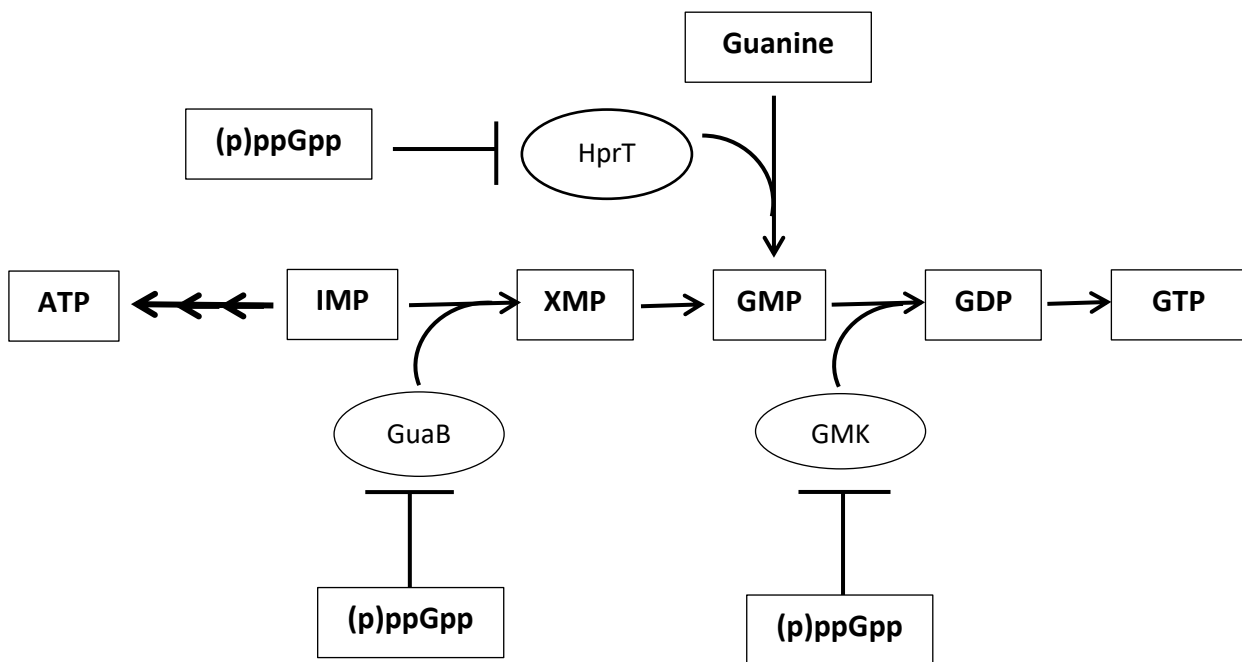 Guanine
(p)ppGpp
HprT
ATP
IMP
XMP
GMP
GDP
GTP
GuaB
GMK
(p)ppGpp
(p)ppGpp